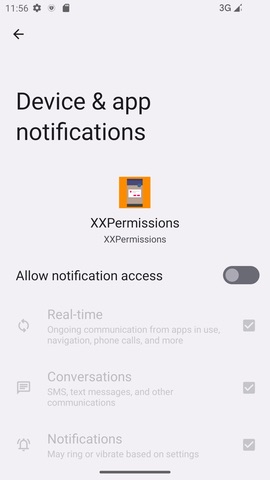 11:56
3G
Device & app
notifications
XXPermissions
XXPermissions
Allow notification access
Real-time
Ongoing communication from apps in use,
navigation, phone calls, and more
Conversations
SMS, text messages, and other
communications
Notifications
May ring or vibrate based on settings